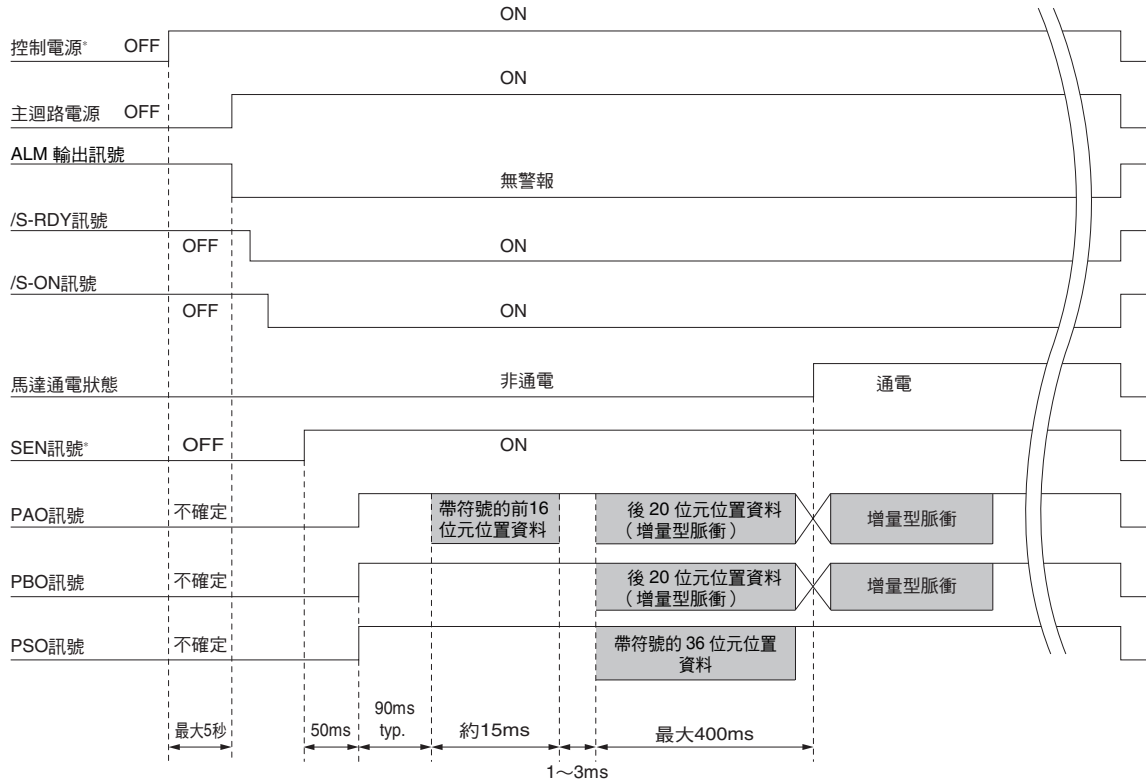 ON
控制電源* OFF
ON
主迴路電源 OFF
ALM 輸出訊號
無警報
/S-RDY訊號
OFF ON
/S-ON訊號
OFF ON
馬達通電狀態 非通電 通電
SEN訊號* OFF ON
PAO訊號 不確定 帶符號的前16
位元位置資料
後 20 位元位置資料
（增量型脈衝）
增量型脈衝
PBO訊號 不確定
後 20 位元位置資料
（增量型脈衝）
增量型脈衝
PSO訊號 不確定
帶符號的 36 位元位置
資料
最大5秒 50ms 90ms
typ.
約15ms 最大400ms
1～3ms